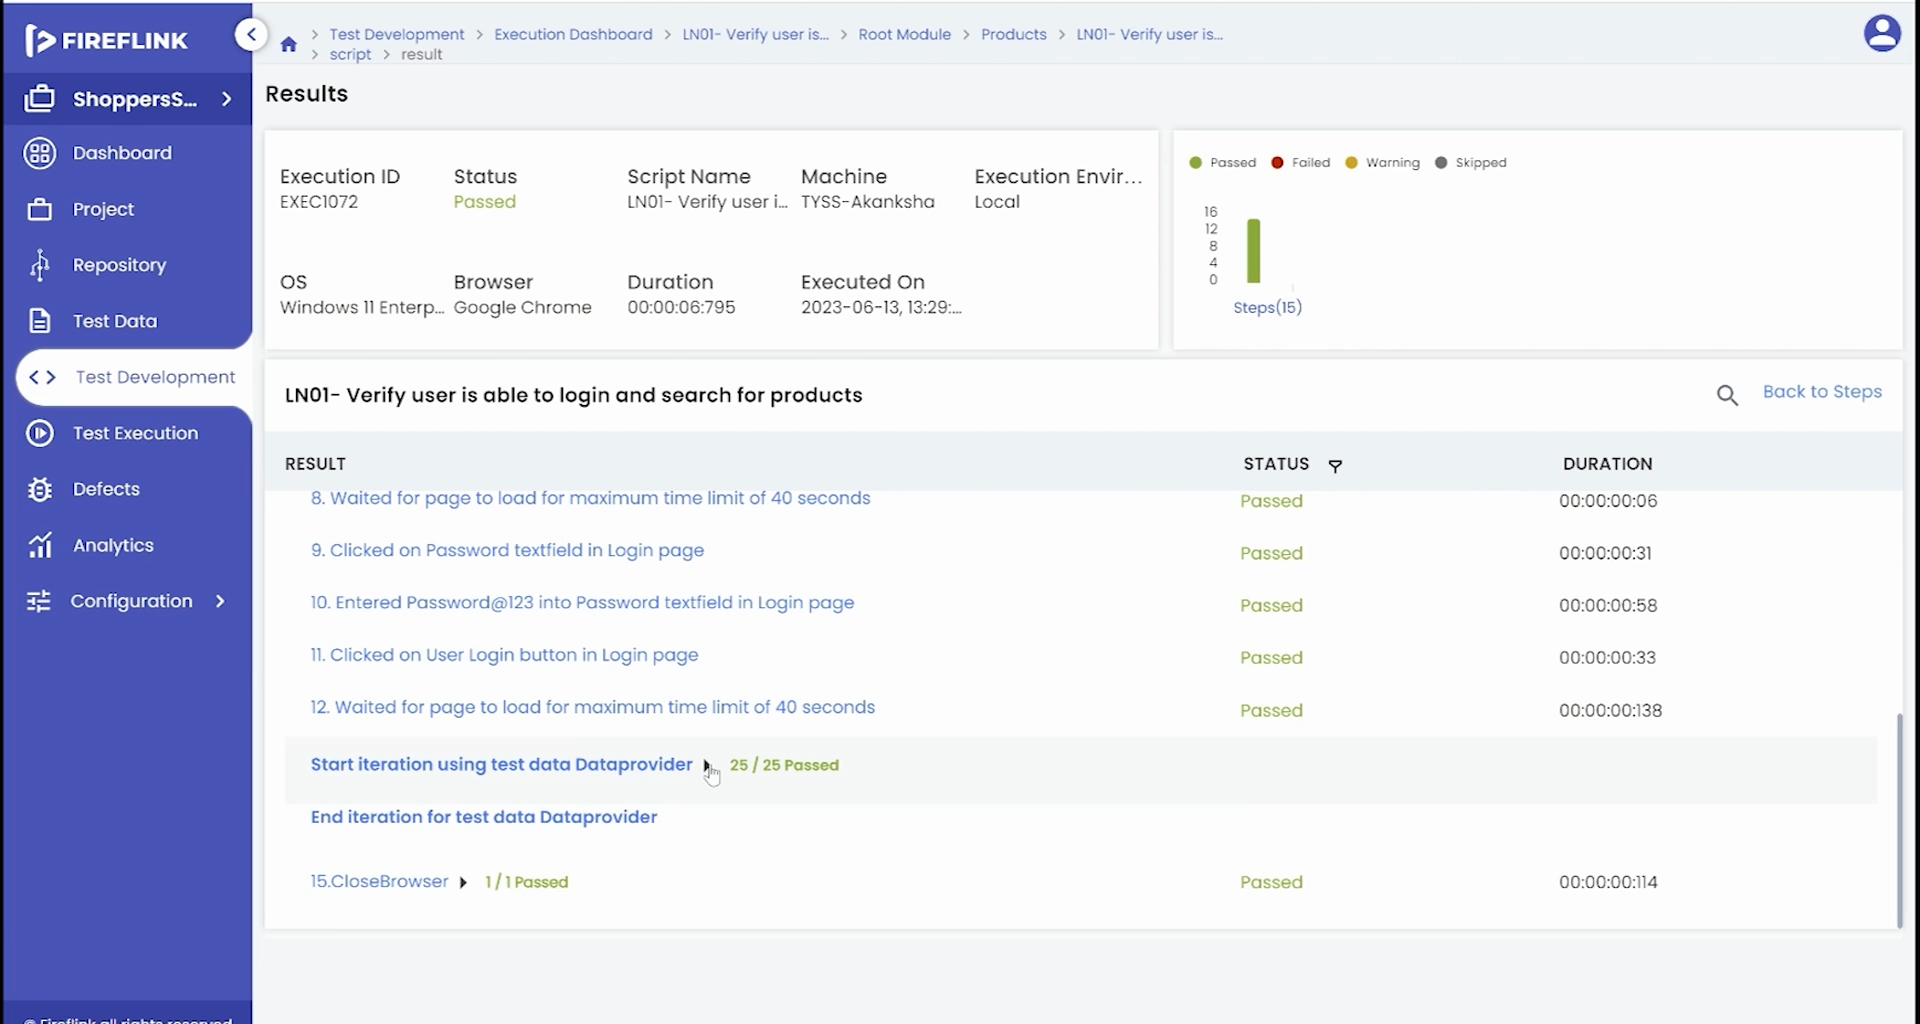 FIREFLINK
> Test Development > Execution Dashboard > LN01- Verify user is... > Root Module > Products > LN01- Verify user is...
> script > result
ShoppersS...
Dashboard
Project
Repository
Test Data
Test Development
Test Execution
Defects
Analytics
Configuration
© Fireflink all rights reserved
Results
Execution ID Status Script Name Machine Execution Envir...
EXEC1072 Passed LN01- Verify user i... TYSS-Akanksha Local
OS Browser Duration Executed On
Windows 11 Enterp... Google Chrome 00:00:06:795 2023-06-13, 13:29:...
Passed Failed Warning Skipped
16
12
8
4
0
Steps(15)
LN01- Verify user is able to login and search for products
Back to Steps
RESULT STATUS DURATION
8. Waited for page to load for maximum time limit of 40 seconds Passed 00:00:00:06
9. Clicked on Password textfield in Login page Passed 00:00:00:31
10. Entered Password@123 into Password textfield in Login page Passed 00:00:00:58
11. Clicked on User Login button in Login page Passed 00:00:00:33
12. Waited for page to load for maximum time limit of 40 seconds Passed 00:00:00:138
Start iteration using test data Dataprovider 25 / 25 Passed
End iteration for test data Dataprovider
15.CloseBrowser 1 / 1 Passed Passed 00:00:00:114